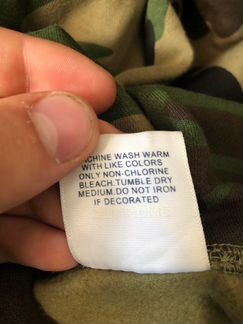 ACHINE WASH WARM
WITH LIKE COLORS
ONLY NON-CHLORINE
BLEACH.TUMBLE DRY
MEDIUM.DO NOT IRON
IF DECORATED